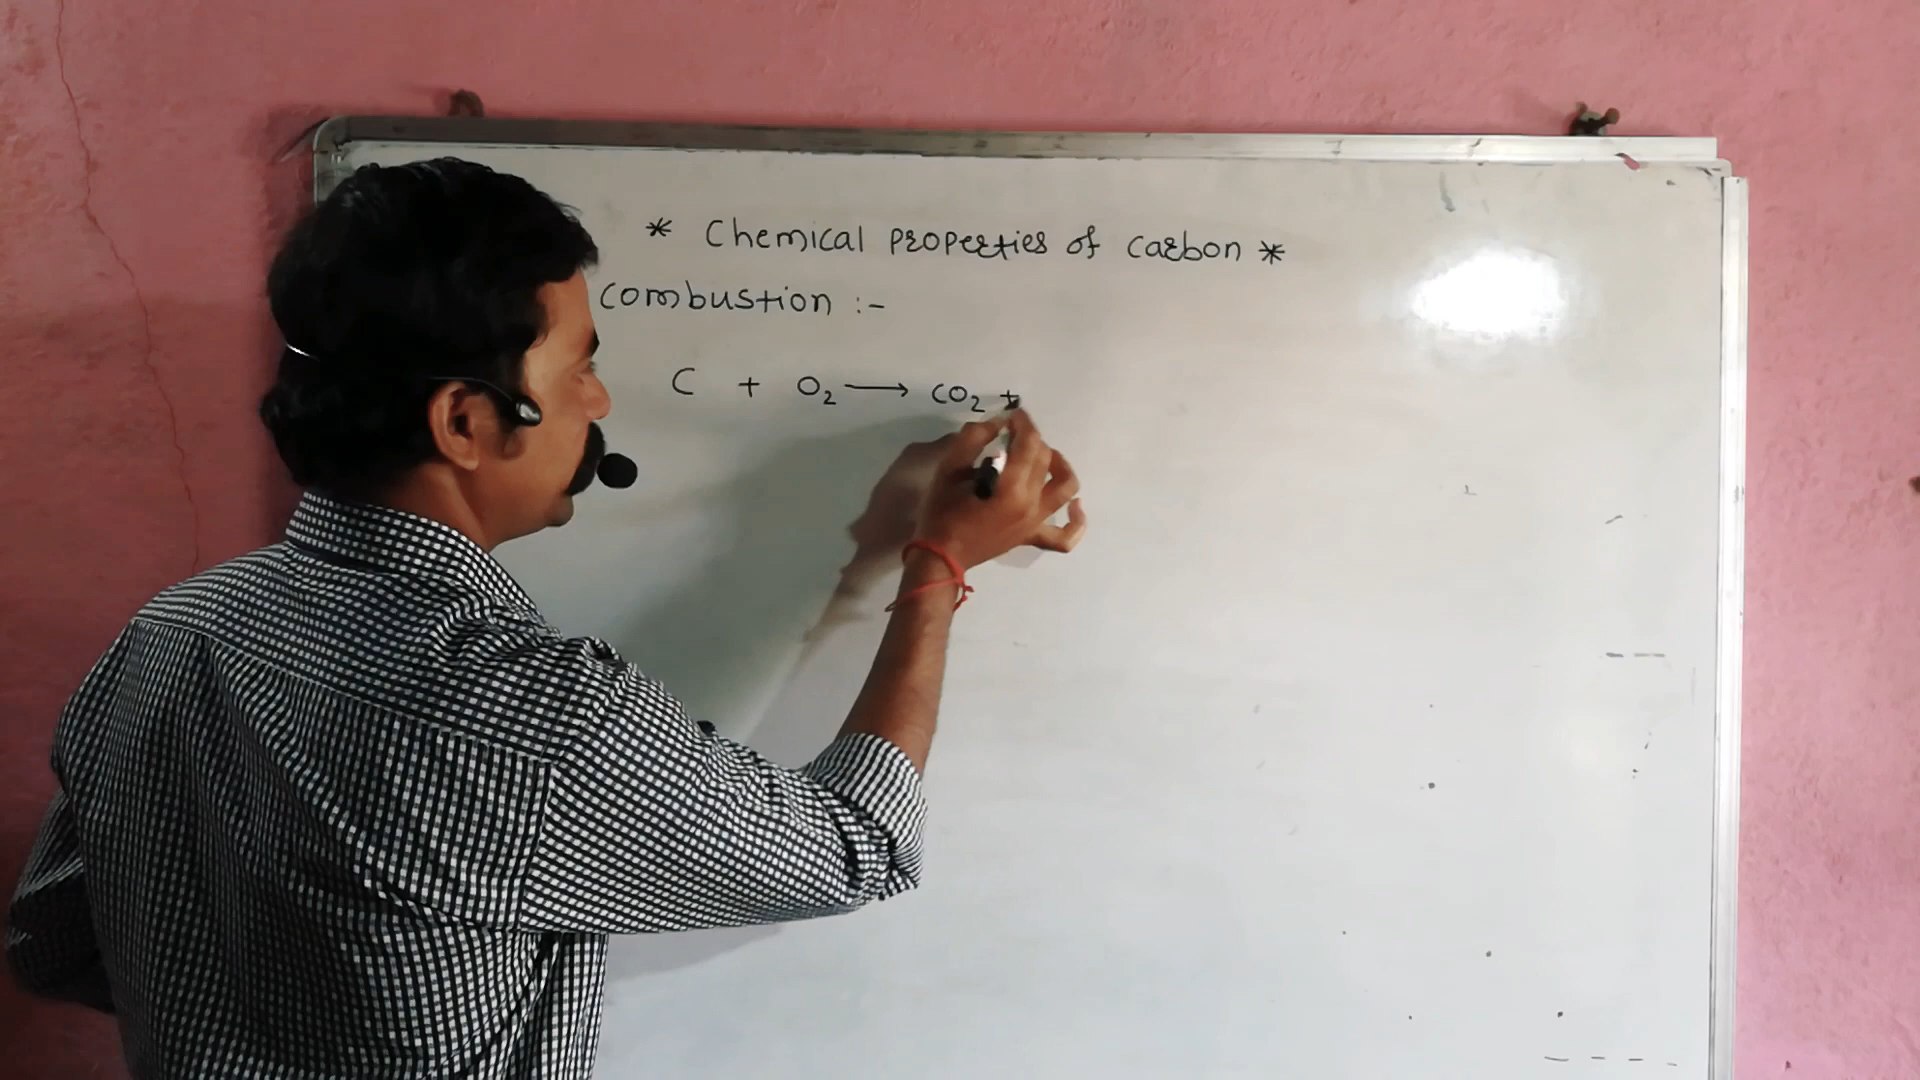 * Chemical properties of carbon *
combustion :-
C + O₂ ⟶ CO₂ +